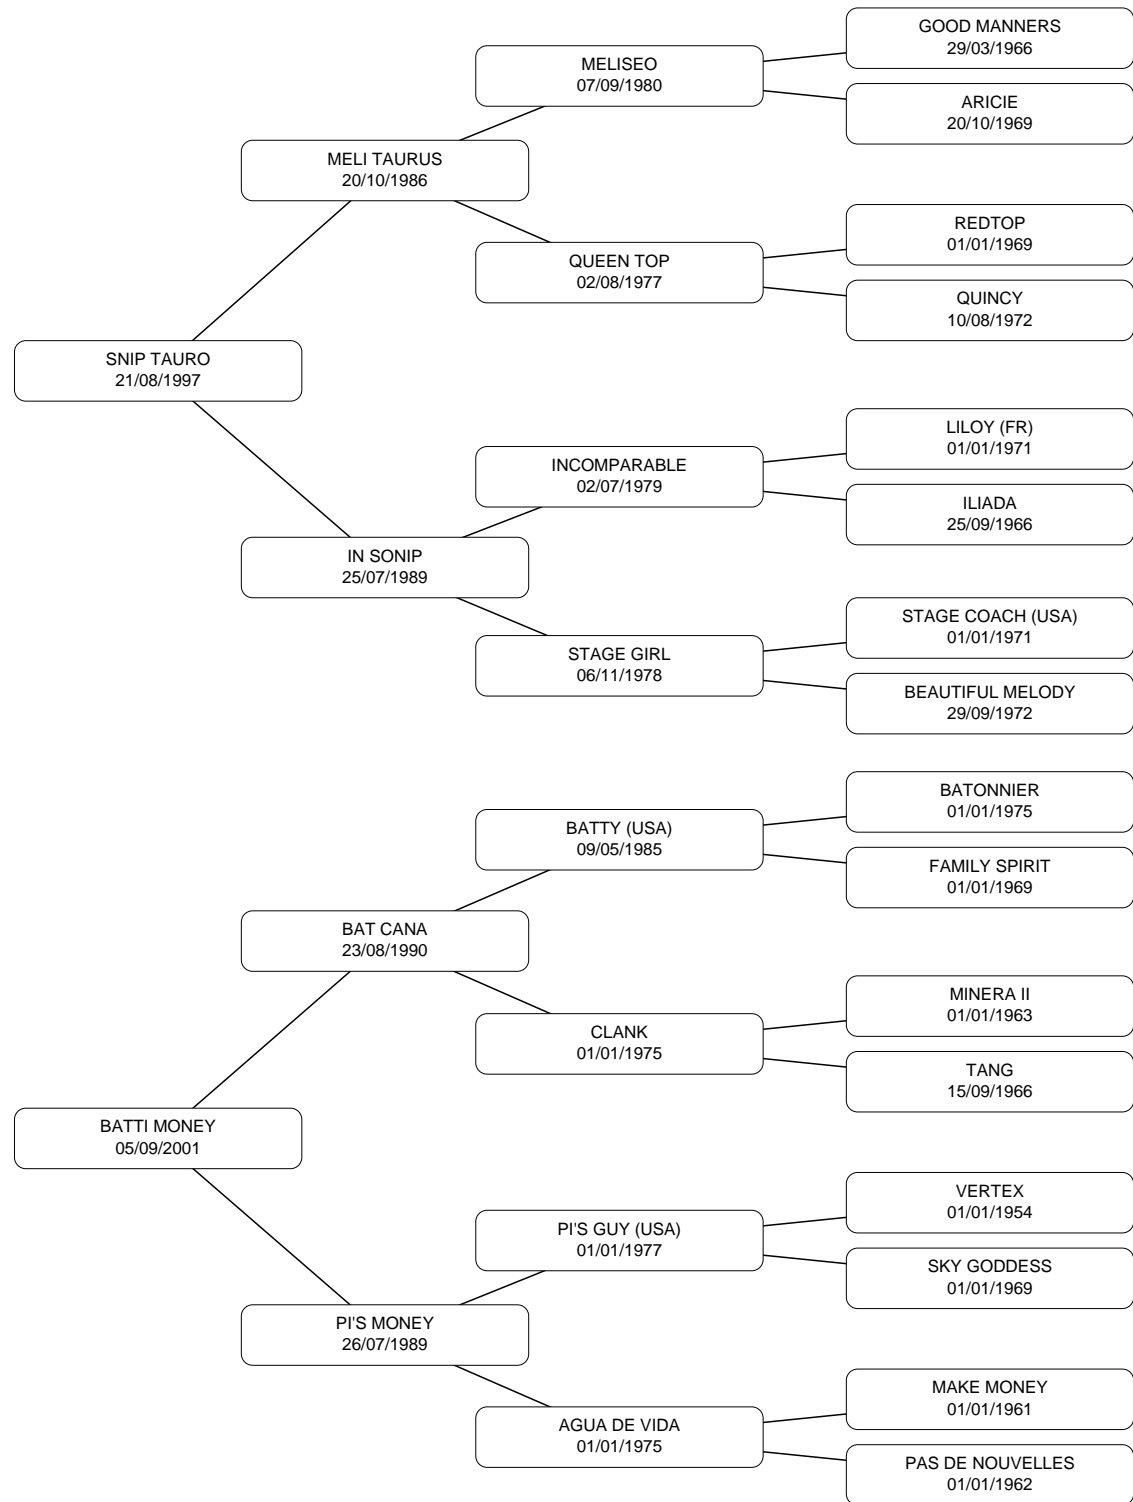 GOOD MANNERS
29/03/1966
MELISEO
07/09/1980
ARICIE
20/10/1969
MELI TAURUS
20/10/1986
REDTOP
01/01/1969
QUEEN TOP
02/08/1977
QUINCY
10/08/1972
SNIP TAURO
21/08/1997
LILOY (FR)
01/01/1971
INCOMPARABLE
02/07/1979
ILIADA
25/09/1966
IN SONIP
25/07/1989
STAGE COACH (USA)
01/01/1971
STAGE GIRL
06/11/1978
BEAUTIFUL MELODY
29/09/1972
BATONNIER
01/01/1975
BATTY (USA)
09/05/1985
FAMILY SPIRIT
01/01/1969
BAT CANA
23/08/1990
MINERA II
01/01/1963
CLANK
01/01/1975
TANG
15/09/1966
BATTI MONEY
05/09/2001
VERTEX
01/01/1954
PI'S GUY (USA)
01/01/1977
SKY GODDESS
01/01/1969
PI'S MONEY
26/07/1989
MAKE MONEY
01/01/1961
AGUA DE VIDA
01/01/1975
PAS DE NOUVELLES
01/01/1962